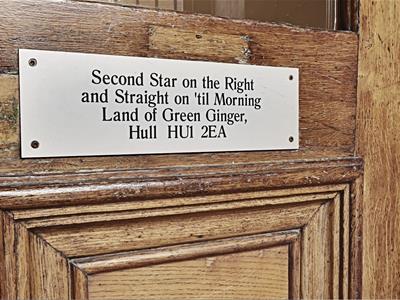 Second Star on the Right
and Straight on 'til Morning
Land of Green Ginger,
Hull HU1 2EA